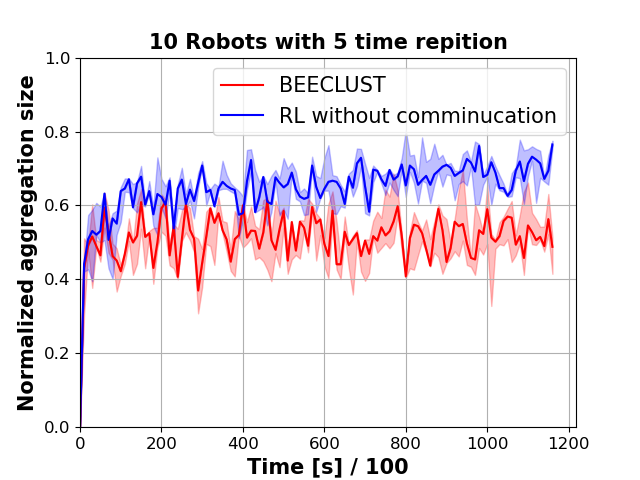 10 Robots with 5 time repition
BEECLUST
RL without comminucation
Normalized aggregation size
1.0
0.8
0.6
0.4
0.2
0.0
0 200 400 600 800 1000 1200
Time [s] / 100